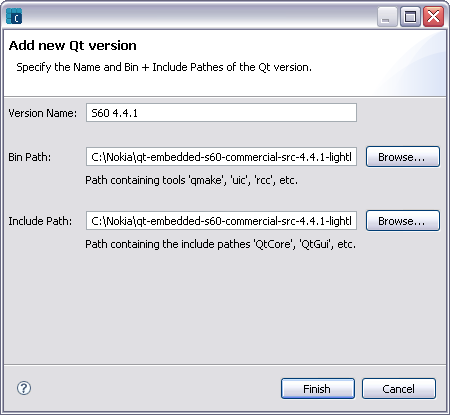 Add new Qt version
Specify the Name and Bin + Include Pathes of the Qt version.
Version Name: S60 4.4.1
Bin Path: C:\Nokia\qt-embedded-s60-commercial-src-4.4.1-lightl Browse...
Path containing tools 'qmake', 'uic', 'rcc', etc.
Include Path: C:\Nokia\qt-embedded-s60-commercial-src-4.4.1-lightl Browse...
Path containing the include pathes 'QtCore', 'QtGui', etc.
? Finish Cancel